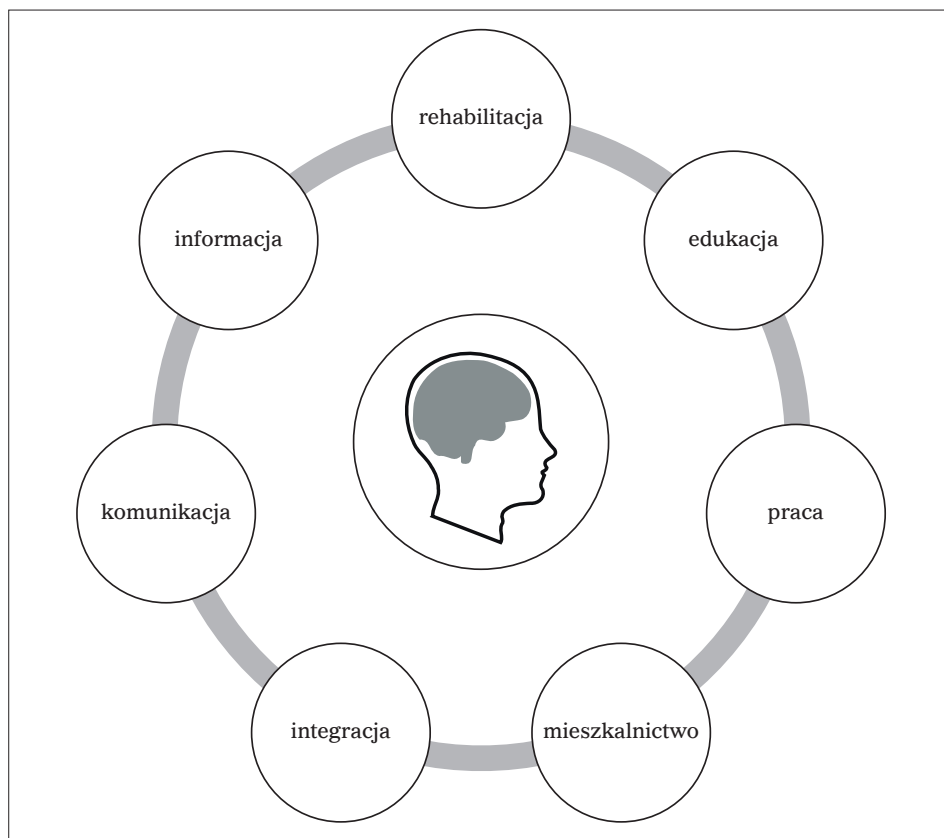 rehabilitacja
informacja
edukacja
komunikacja
praca
integracja
mieszkalnictwo